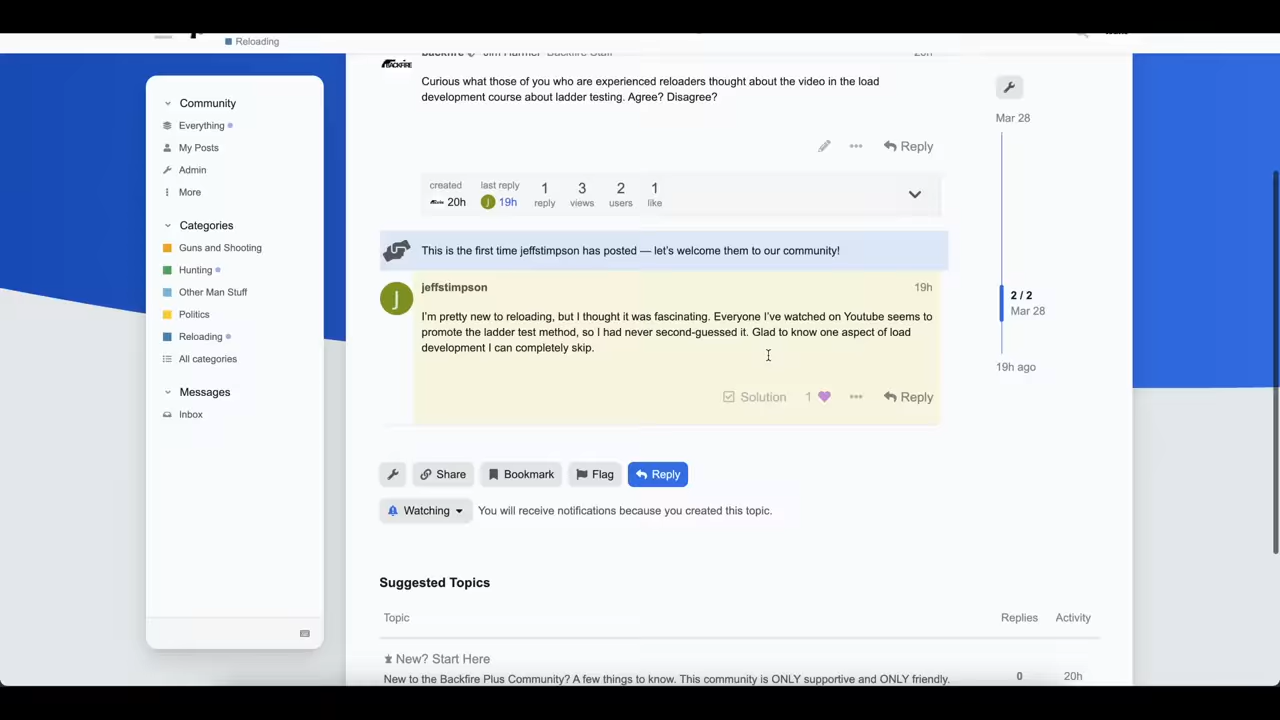 Reloading
Community
Everything
My Posts
Admin
More
Categories
Guns and Shooting
Hunting
Other Man Stuff
Politics
Reloading
All categories
Messages
Inbox
backfire Jim Harmer Backfire Staff 20h
BACKFIRE
Curious what those of you who are experienced reloaders thought about the video in the load
development course about ladder testing. Agree? Disagree?
Reply
created last reply 1 3 2 1
20h J 19h reply views users like
This is the first time jeffstimpson has posted — let's welcome them to our community!
J
jeffstimpson 19h
I'm pretty new to reloading, but I thought it was fascinating. Everyone I've watched on Youtube seems to
promote the ladder test method, so I had never second-guessed it. Glad to know one aspect of load
development I can completely skip.
Solution 1 Reply
Share Bookmark Flag Reply
Watching You will receive notifications because you created this topic.
Suggested Topics
Topic Replies Activity
New? Start Here
New to the Backfire Plus Community? A few things to know. This community is ONLY supportive and ONLY friendly. 0 20h
Mar 28
2 / 2
Mar 28
19h ago